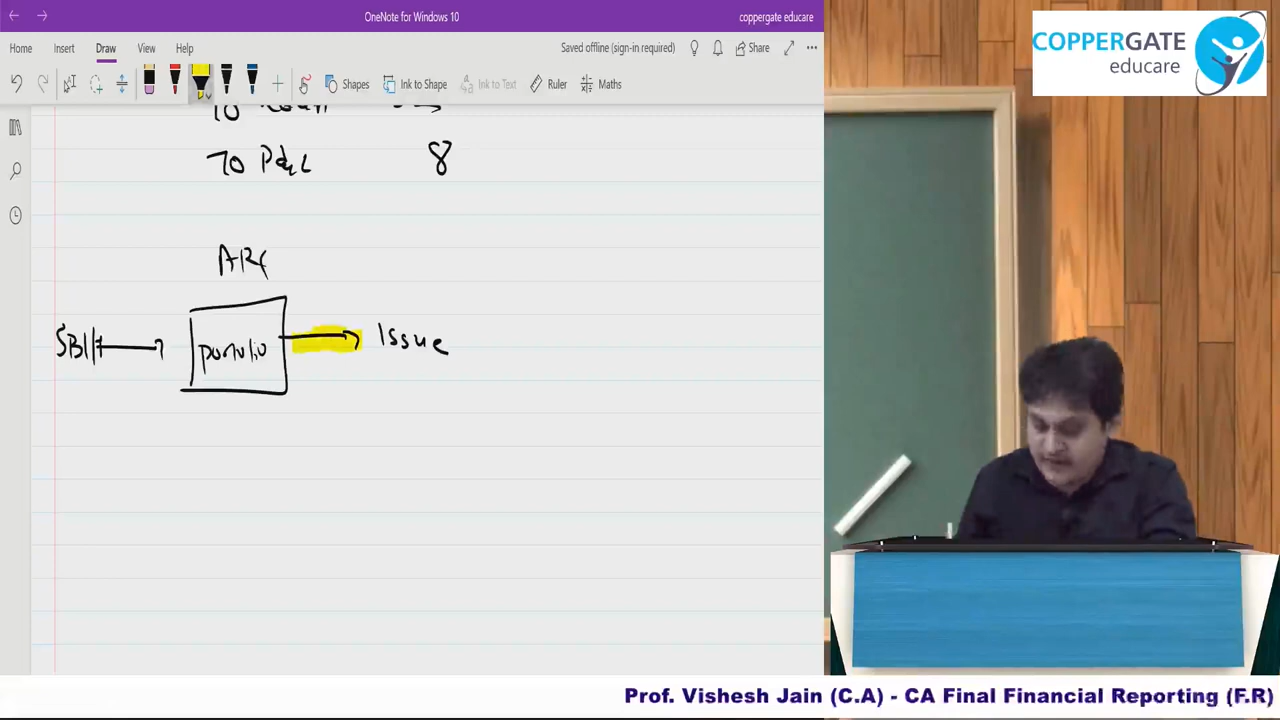 OneNote for Windows 10
coppergate educare
Home Insert Draw View Help
Saved offline (sign-in required)
Share
Shapes
Ink to Shape
Ink to Text
Ruler
Maths
COPPERGATE
educare
10
70 8
ARC
SBI
Issue
Prof. Vishesh Jain (C.A) - CA Final Financial Reporting (F.R)